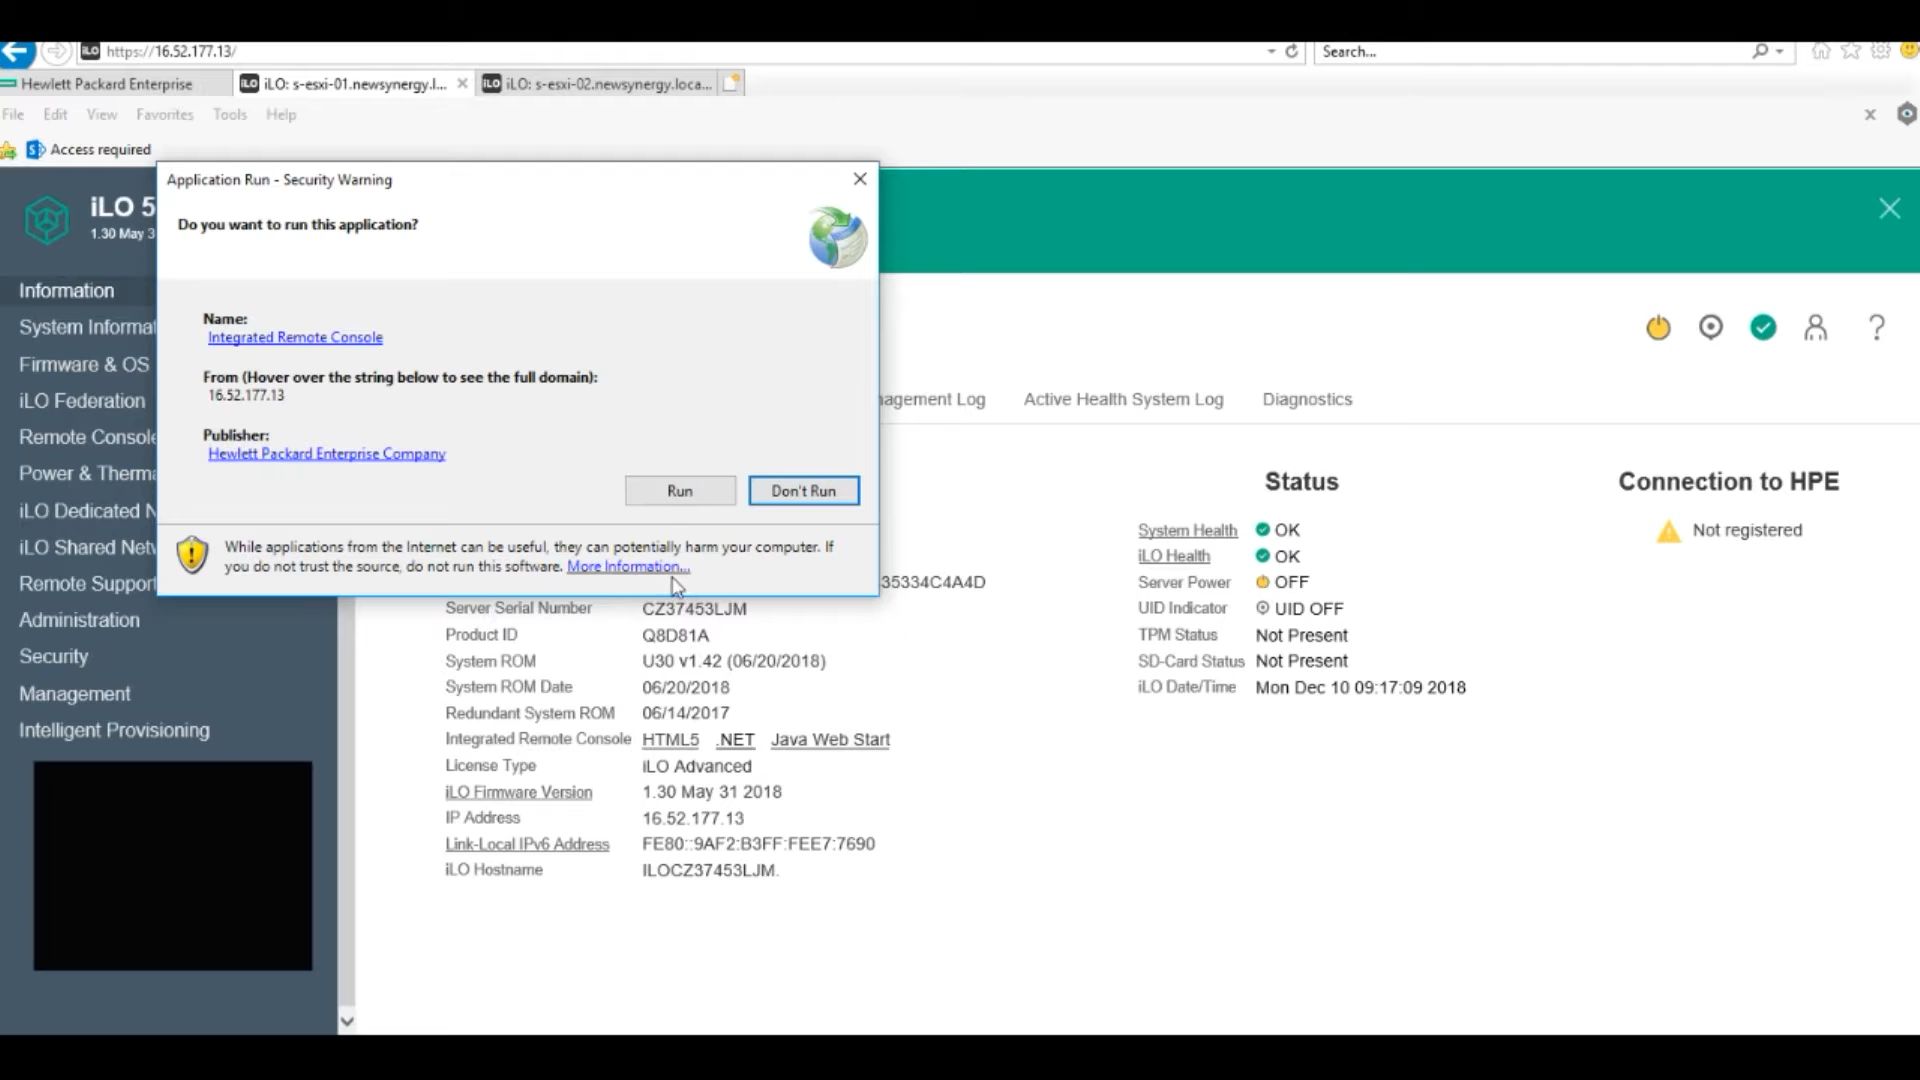 iLO https://16.52.177.13/
Search...
Hewlett Packard Enterprise
iLO iLO: s-esxi-01.newsynergy.l...
iLO iLO: s-esxi-02.newsynergy.loca...
File Edit View Favorites Tools Help
S Access required
iLO 5
1.30 May 3
Information
System Informat
Firmware & OS
iLO Federation
Remote Console
Power & Therma
iLO Dedicated N
iLO Shared Netw
Remote Support
Administration
Security
Management
Intelligent Provisioning
Application Run - Security Warning
Do you want to run this application?
Name:
Integrated Remote Console
From (Hover over the string below to see the full domain):
16.52.177.13
Publisher:
Hewlett Packard Enterprise Company
Run
Don't Run
While applications from the Internet can be useful, they can potentially harm your computer. If
you do not trust the source, do not run this software. More Information...
?
nagement Log
Active Health System Log
Diagnostics
35334C4A4D
Server Serial Number CZ37453LJM
Product ID Q8D81A
System ROM U30 v1.42 (06/20/2018)
System ROM Date 06/20/2018
Redundant System ROM 06/14/2017
Integrated Remote Console HTML5 .NET Java Web Start
License Type iLO Advanced
iLO Firmware Version 1.30 May 31 2018
IP Address 16.52.177.13
Link-Local IPv6 Address FE80::9AF2:B3FF:FEE7:7690
iLO Hostname ILOCZ37453LJM.
Status
System Health OK
iLO Health OK
Server Power OFF
UID Indicator UID OFF
TPM Status Not Present
SD-Card Status Not Present
iLO Date/Time Mon Dec 10 09:17:09 2018
Connection to HPE
Not registered